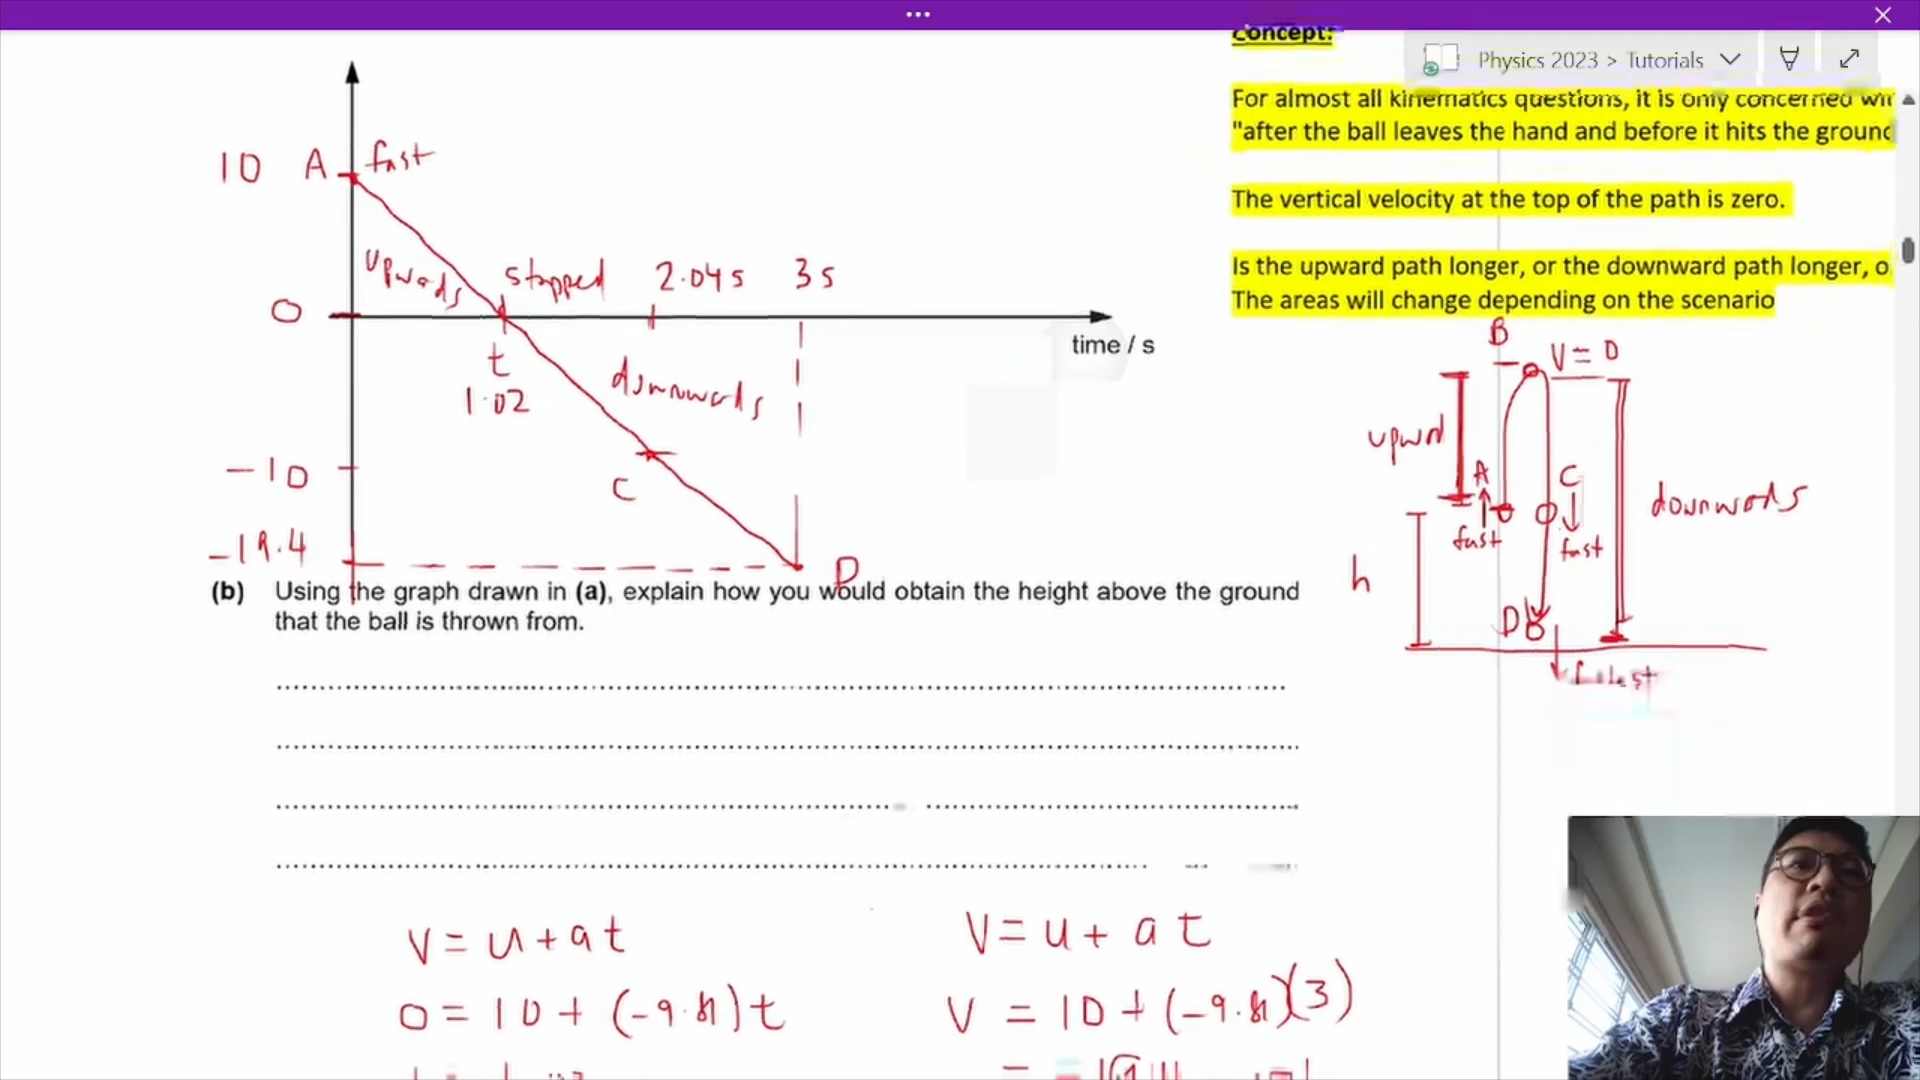 Concept:
Physics 2023 > Tutorials
For almost all kinematics questions, it is only concerned wit
"after the ball leaves the hand and before it hits the ground
The vertical velocity at the top of the path is zero.
Is the upward path longer, or the downward path longer, o
The areas will change depending on the scenario
10 A fast
upwards stopped 2.04s 3s
0
time / s
t
1.02
downwards
-10
C
-19.4
D
B
V = 0
upward
A C
fast fast
downwards
h
D
(b) Using the graph drawn in (a), explain how you would obtain the height above the ground
that the ball is thrown from.
V = u + at
0 = 10 + (-9.81)t
V = u + at
V = 10 + (-9.81)(3)